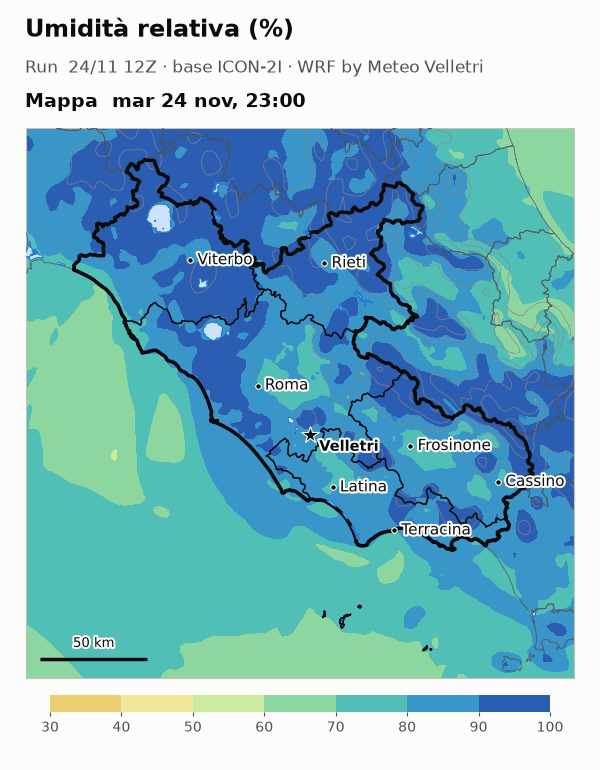 Umidità relativa (%)
Run  24/11 12Z · base ICON-2I · WRF by Meteo Velletri
Mappa  mar 24 nov, 23:00
Viterbo
Rieti
Roma
Velletri
Frosinone
Cassino
Latina
Terracina
50 km
30 40 50 60 70 80 90 100